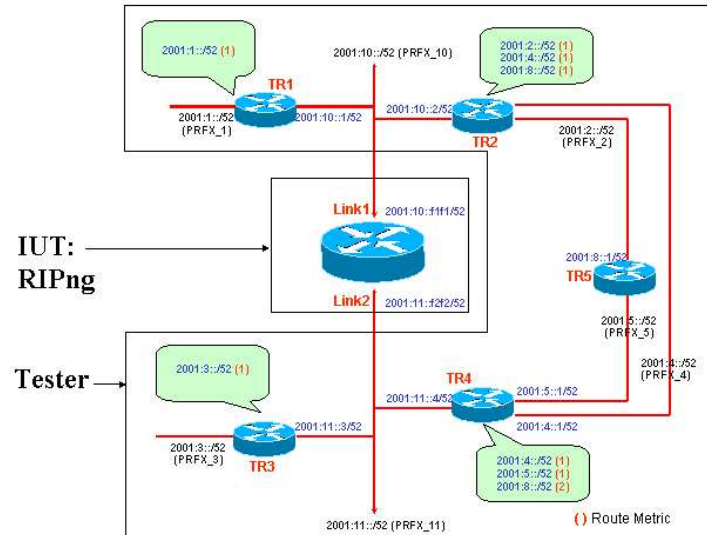 2001:10::/52 (PRFX_10)
2001:1::/52 (1)
2001:2::/52 (1)
2001:4::/52 (1)
2001:8::/52 (1)
TR1
2001:1::/52
(PRFX_1)
2001:10::1/52
2001:10::2/52
TR2
2001:2::/52
(PRFX_2)
Link1
2001:10::f1f1/52
IUT:
RIPng
Link2
2001:11::f2f2/52
2001:8::1/52
TR5
2001:5::/52
(PRFX_5)
2001:4::/52
(PRFX_4)
Tester
2001:3::/52 (1)
TR4
2001:11::4/52
2001:5::1/52
2001:4::1/52
2001:11::3/52
2001:3::/52
(PRFX_3)
TR3
2001:4::/52 (1)
2001:5::/52 (1)
2001:8::/52 (2)
2001:11::/52 (PRFX_11)
( ) Route Metric